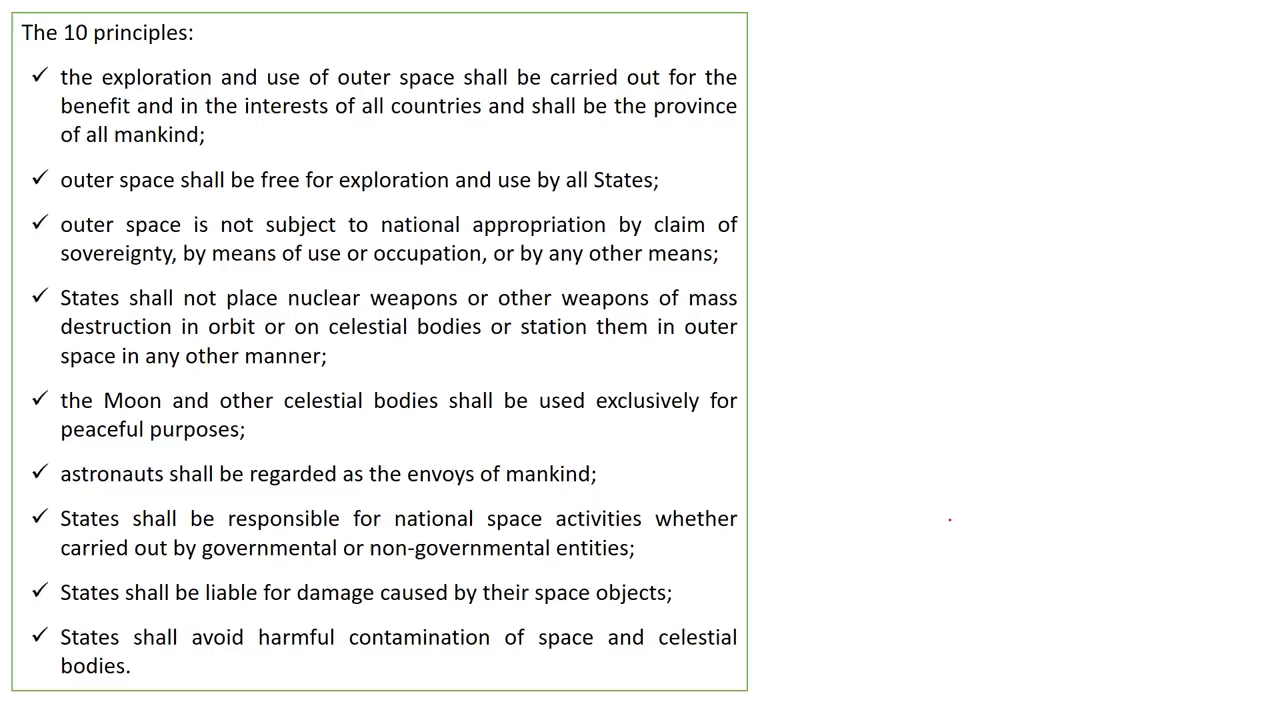 The 10 principles:
✓ the exploration and use of outer space shall be carried out for the
benefit and in the interests of all countries and shall be the province
of all mankind;
✓ outer space shall be free for exploration and use by all States;
✓ outer space is not subject to national appropriation by claim of
sovereignty, by means of use or occupation, or by any other means;
✓ States shall not place nuclear weapons or other weapons of mass
destruction in orbit or on celestial bodies or station them in outer
space in any other manner;
✓ the Moon and other celestial bodies shall be used exclusively for
peaceful purposes;
✓ astronauts shall be regarded as the envoys of mankind;
✓ States shall be responsible for national space activities whether
carried out by governmental or non-governmental entities;
✓ States shall be liable for damage caused by their space objects;
✓ States shall avoid harmful contamination of space and celestial
bodies.